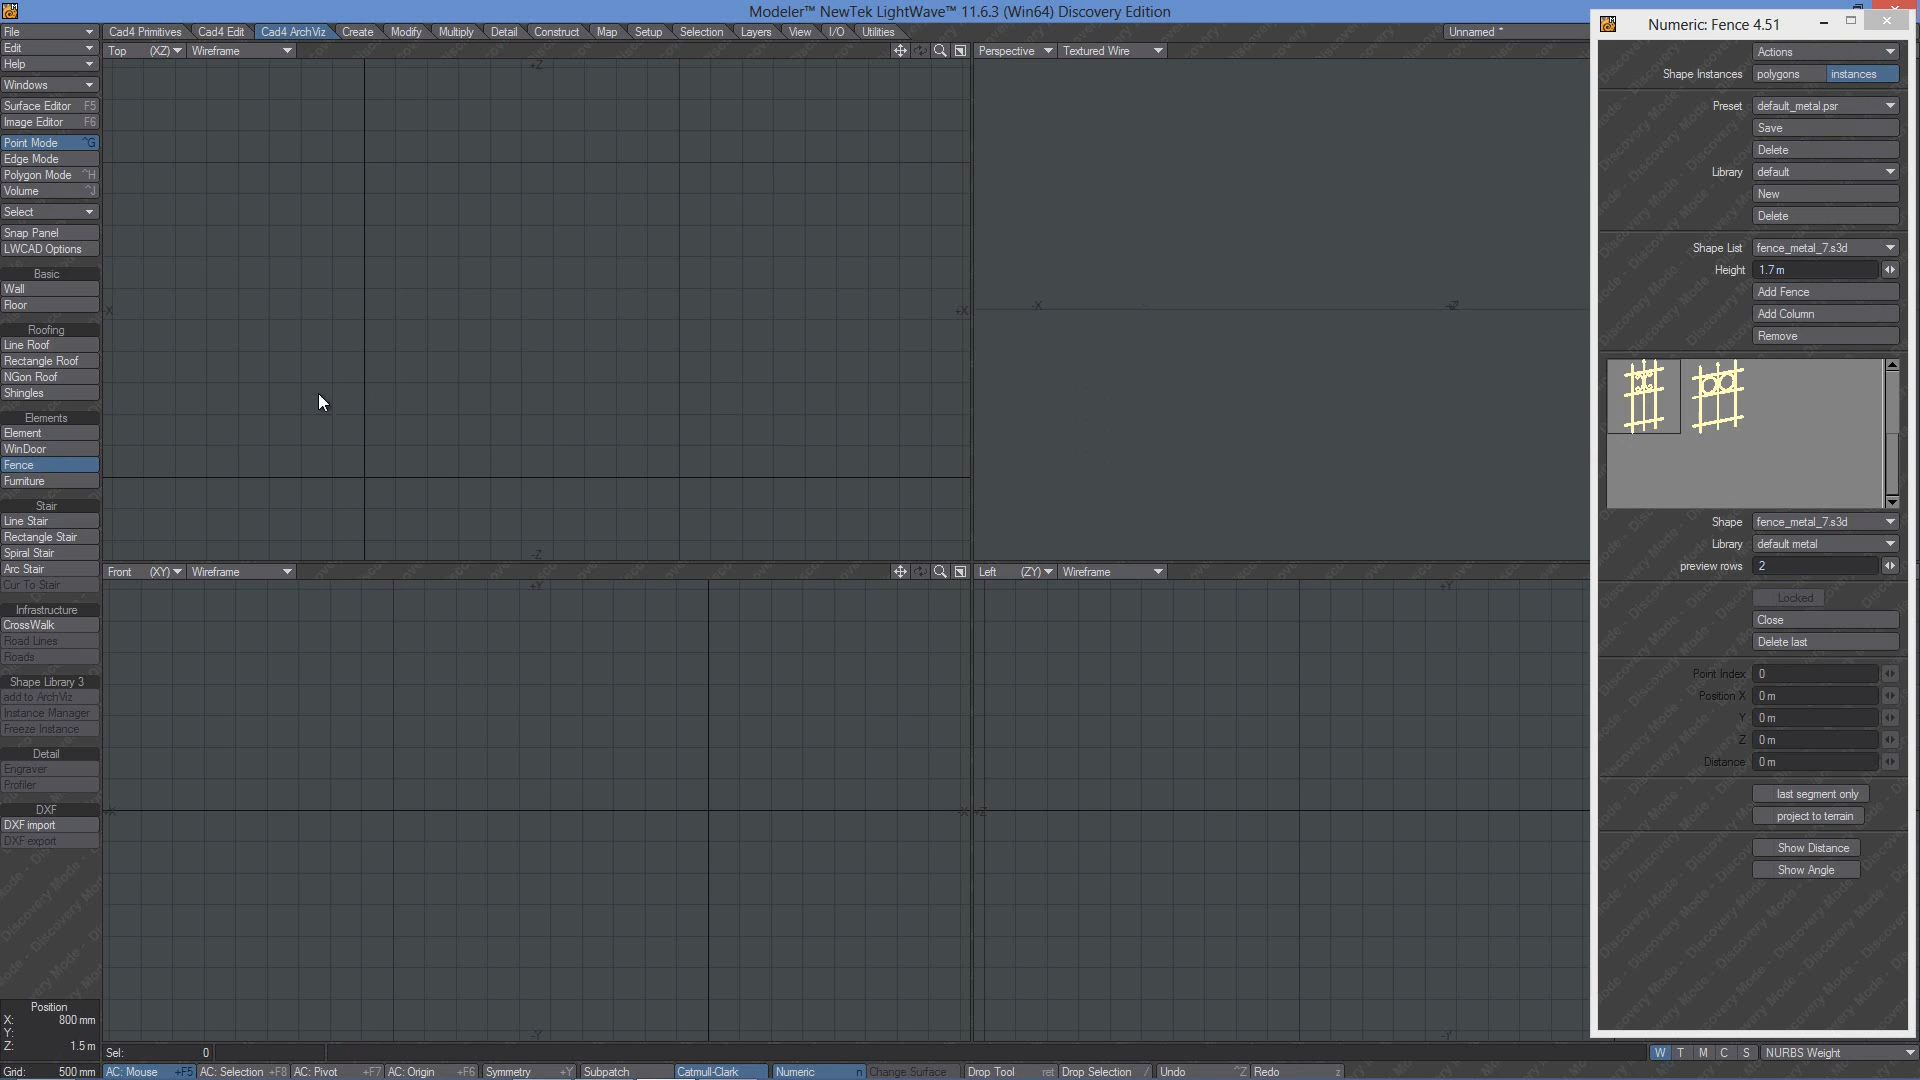 Modeler™ NewTek LightWave™ 11.6.3 (Win64) Discovery Edition
File
Edit
Help
Windows
Surface Editor F5
Image Editor F6
Point Mode ^G
Edge Mode
Polygon Mode ^H
Volume ^J
Select
Snap Panel
LWCAD Options
Basic
Wall
Floor
Roofing
Line Roof
Rectangle Roof
NGon Roof
Shingles
Elements
Element
WinDoor
Fence
Furniture
Stair
Line Stair
Rectangle Stair
Spiral Stair
Arc Stair
Cur To Stair
Infrastructure
CrossWalk
Road Lines
Roads
Shape Library 3
add to ArchViz
Instance Manager
Freeze Instance
Detail
Engraver
Profiler
DXF
DXF import
DXF export
Position
X: 800 mm
Y:
Z: 1.5 m
Grid: 500 mm
Cad4 Primitives Cad4 Edit Cad4 ArchViz Create Modify Multiply Detail Construct Map Setup Selection Layers View I/O Utilities Unnamed *
Top (XZ) Wireframe
+Z
-X +X
-Z
Perspective Textured Wire
-X
Front (XY) Wireframe
+Y
-Y
Left (ZY) Wireframe
+Y
-Y
Sel: 0
AC: Mouse +F5 AC: Selection +F8 AC: Pivot +F7 AC: Origin +F6 Symmetry +Y Subpatch Catmull-Clark Numeric n Change Surface Drop Tool ret Drop Selection / Undo ^Z Redo z
W T M C S NURBS Weight
Numeric: Fence 4.51
Actions
Shape Instances polygons instances
Preset default_metal.psr
Save
Delete
Library default
New
Delete
Shape List fence_metal_7.s3d
Height 1.7 m
Add Fence
Add Column
Remove
Shape fence_metal_7.s3d
Library default metal
preview rows 2
Locked
Close
Delete last
Point Index 0
Position X 0 m
Y 0 m
Z 0 m
Distance 0 m
last segment only
project to terrain
Show Distance
Show Angle